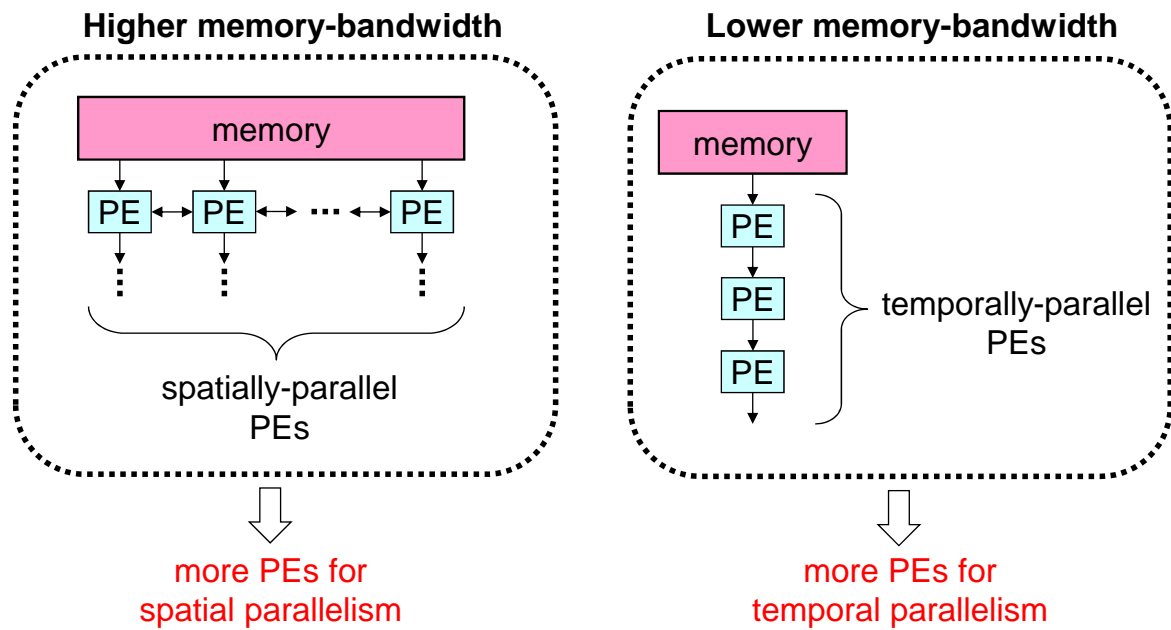 Higher memory-bandwidth
memory
PE PE PE
spatially-parallel
PEs
more PEs for
spatial parallelism
Lower memory-bandwidth
memory
PE
PE
PE
temporally-parallel
PEs
more PEs for
temporal parallelism